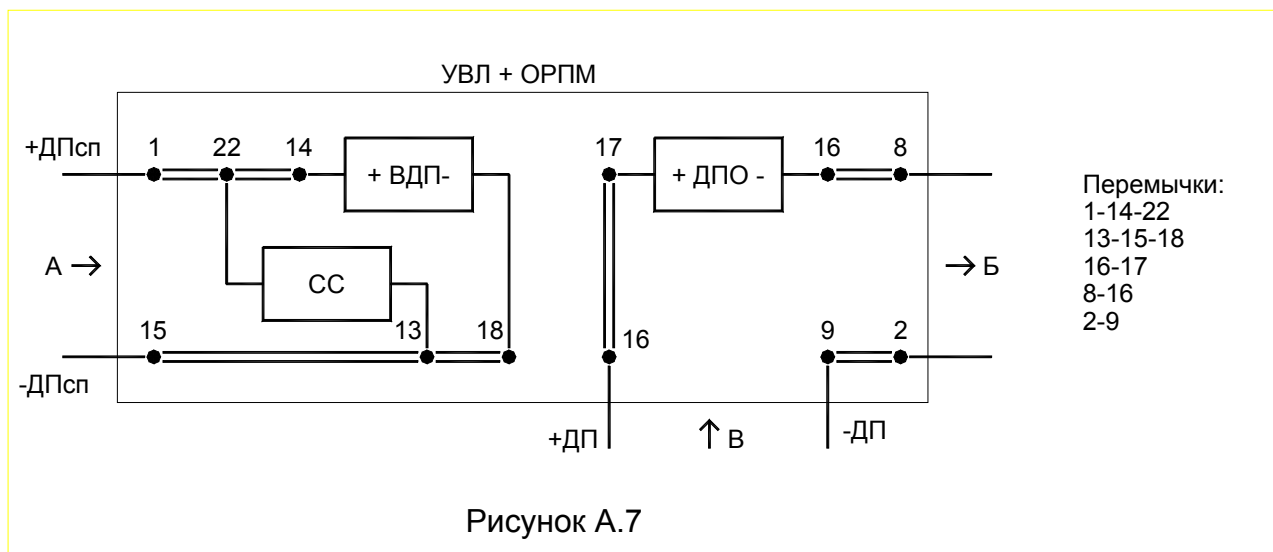 УВЛ + ОРПМ
+ДПсп
1
22
14
+ ВДП-
17
+ ДПО -
16
8
А
СС
Б
15
13
18
16
9
2
-ДПсп
+ДП
В
-ДП
Перемычки:
1-14-22
13-15-18
16-17
8-16
2-9
Рисунок А.7